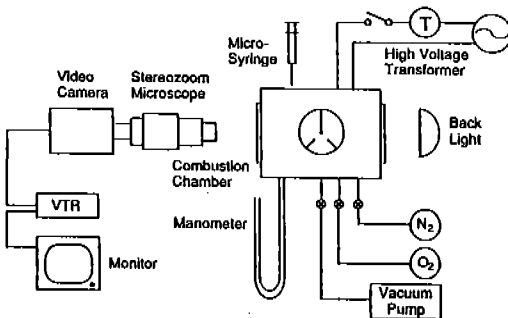 Micro-
Syringe
T
High Voltage
Transformer
Video
Camera
Stereozoom
Microscope
Back
Light
Combustion
Chamber
VTR
Manometer
N2
Monitor
O2
Vacuum
Pump